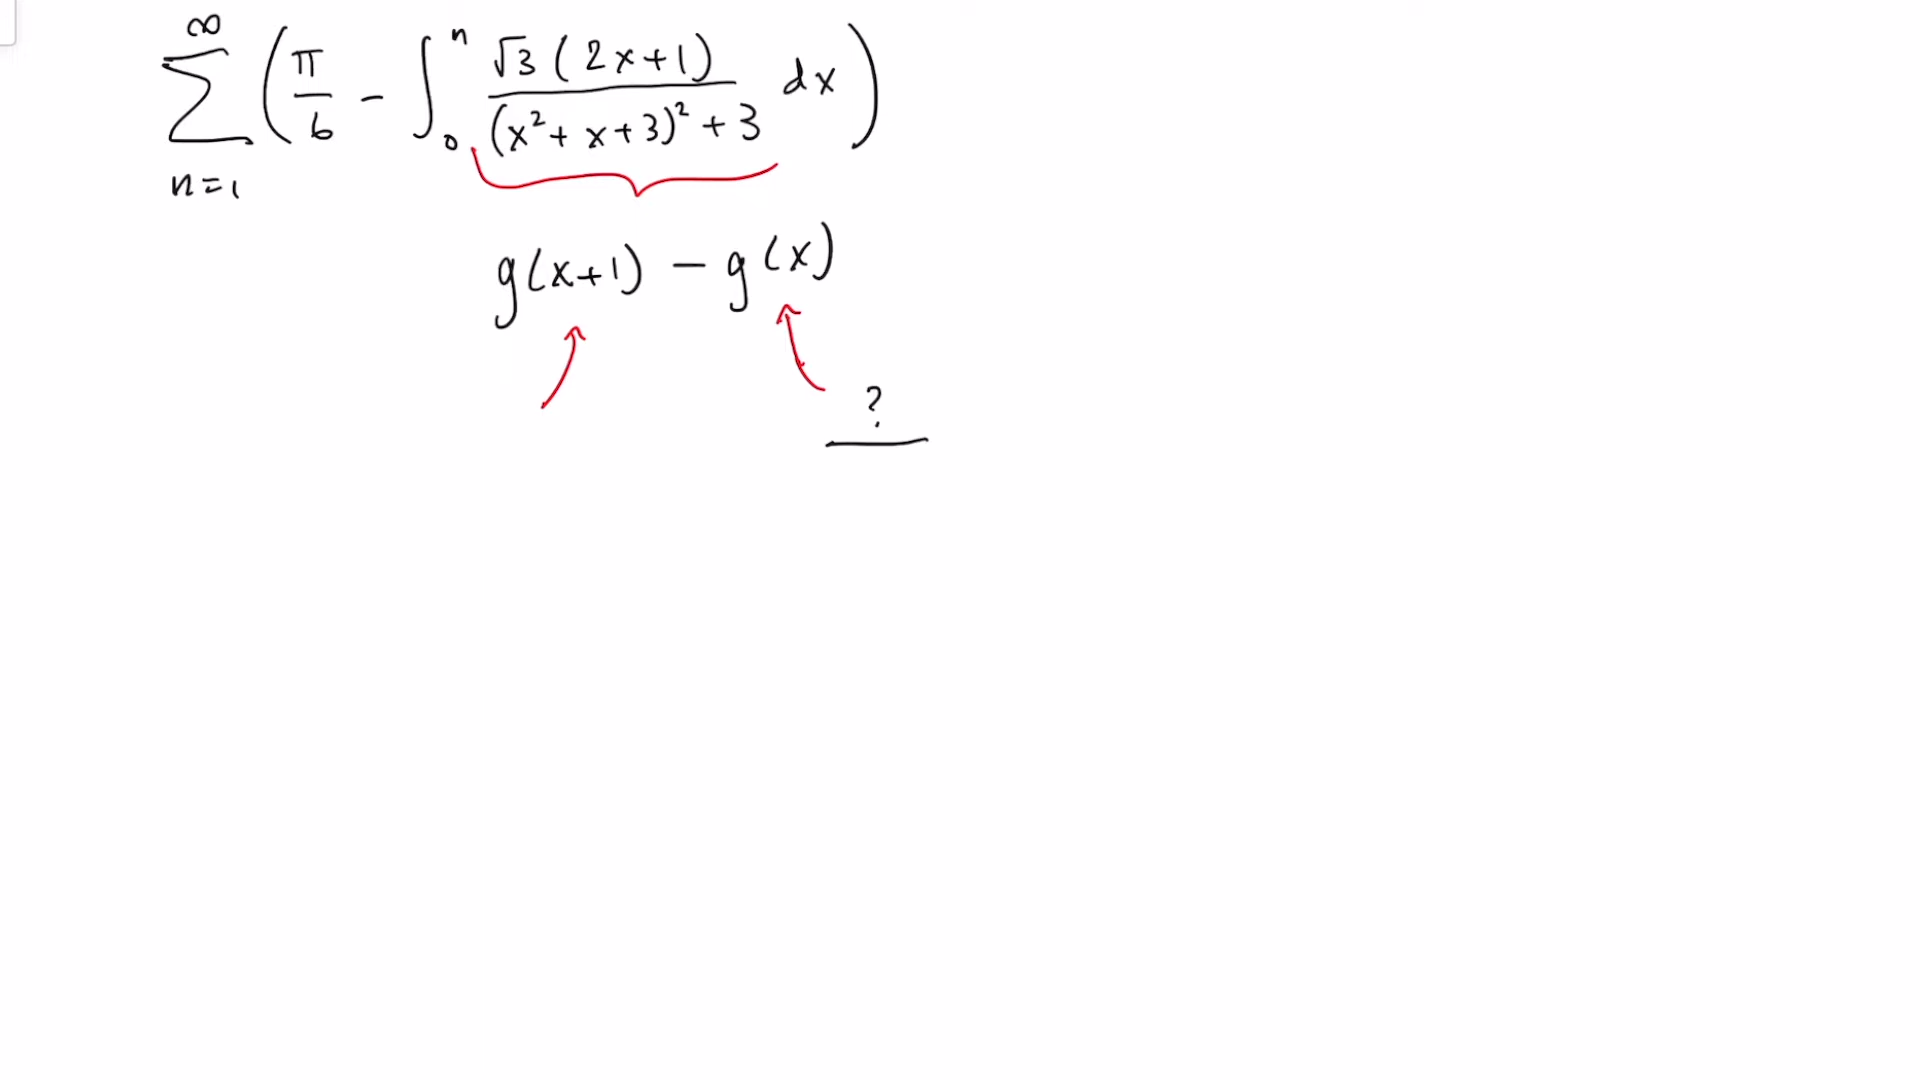 ∑_{n=1}^{∞} ( π/6 − ∫_0^n √3(2x+1) / ((x²+x+3)²+3) dx )
g(x+1) − g(x)
?